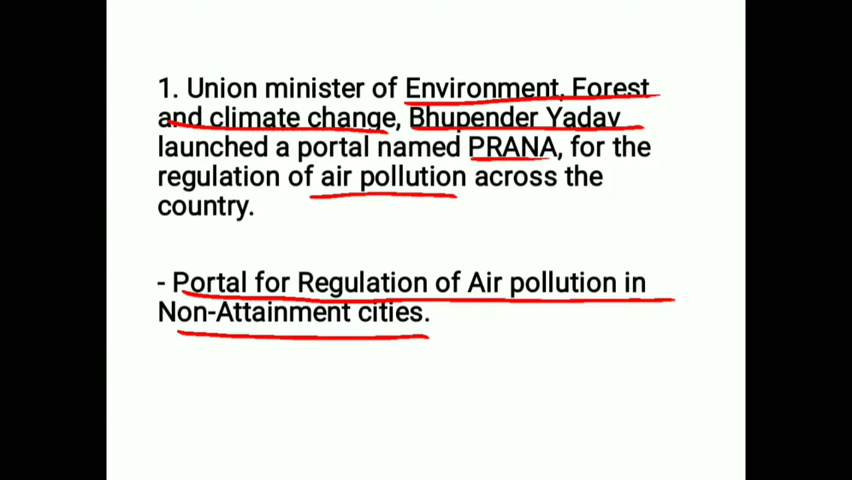 1. Union minister of Environment, Forest
and climate change, Bhupender Yadav
launched a portal named PRANA, for the
regulation of air pollution across the
country.
- Portal for Regulation of Air pollution in
Non-Attainment cities.